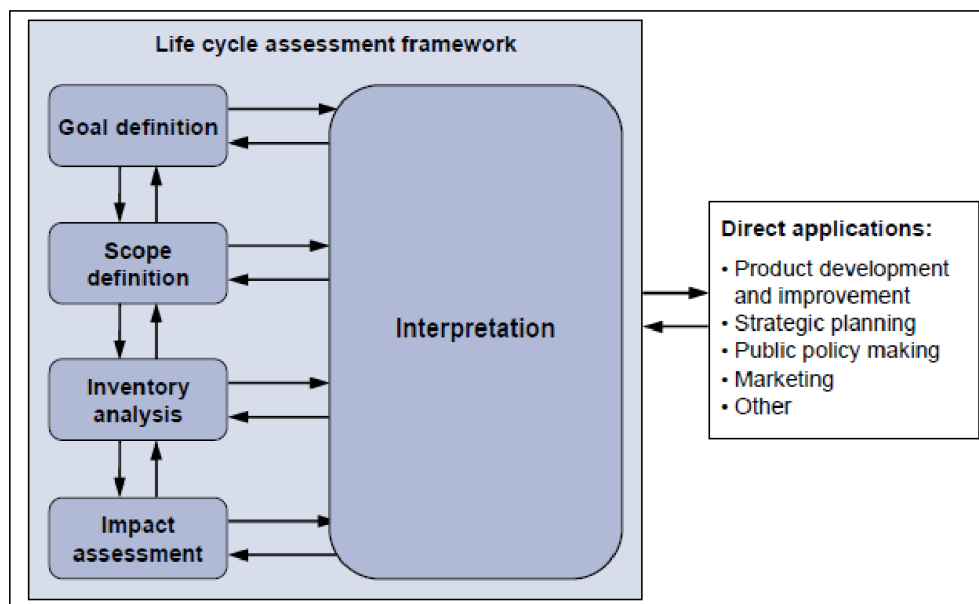 Life cycle assessment framework
Goal definition
Scope
definition
Inventory
analysis
Impact
assessment
Interpretation
Direct applications:
• Product development
and improvement
• Strategic planning
• Public policy making
• Marketing
• Other